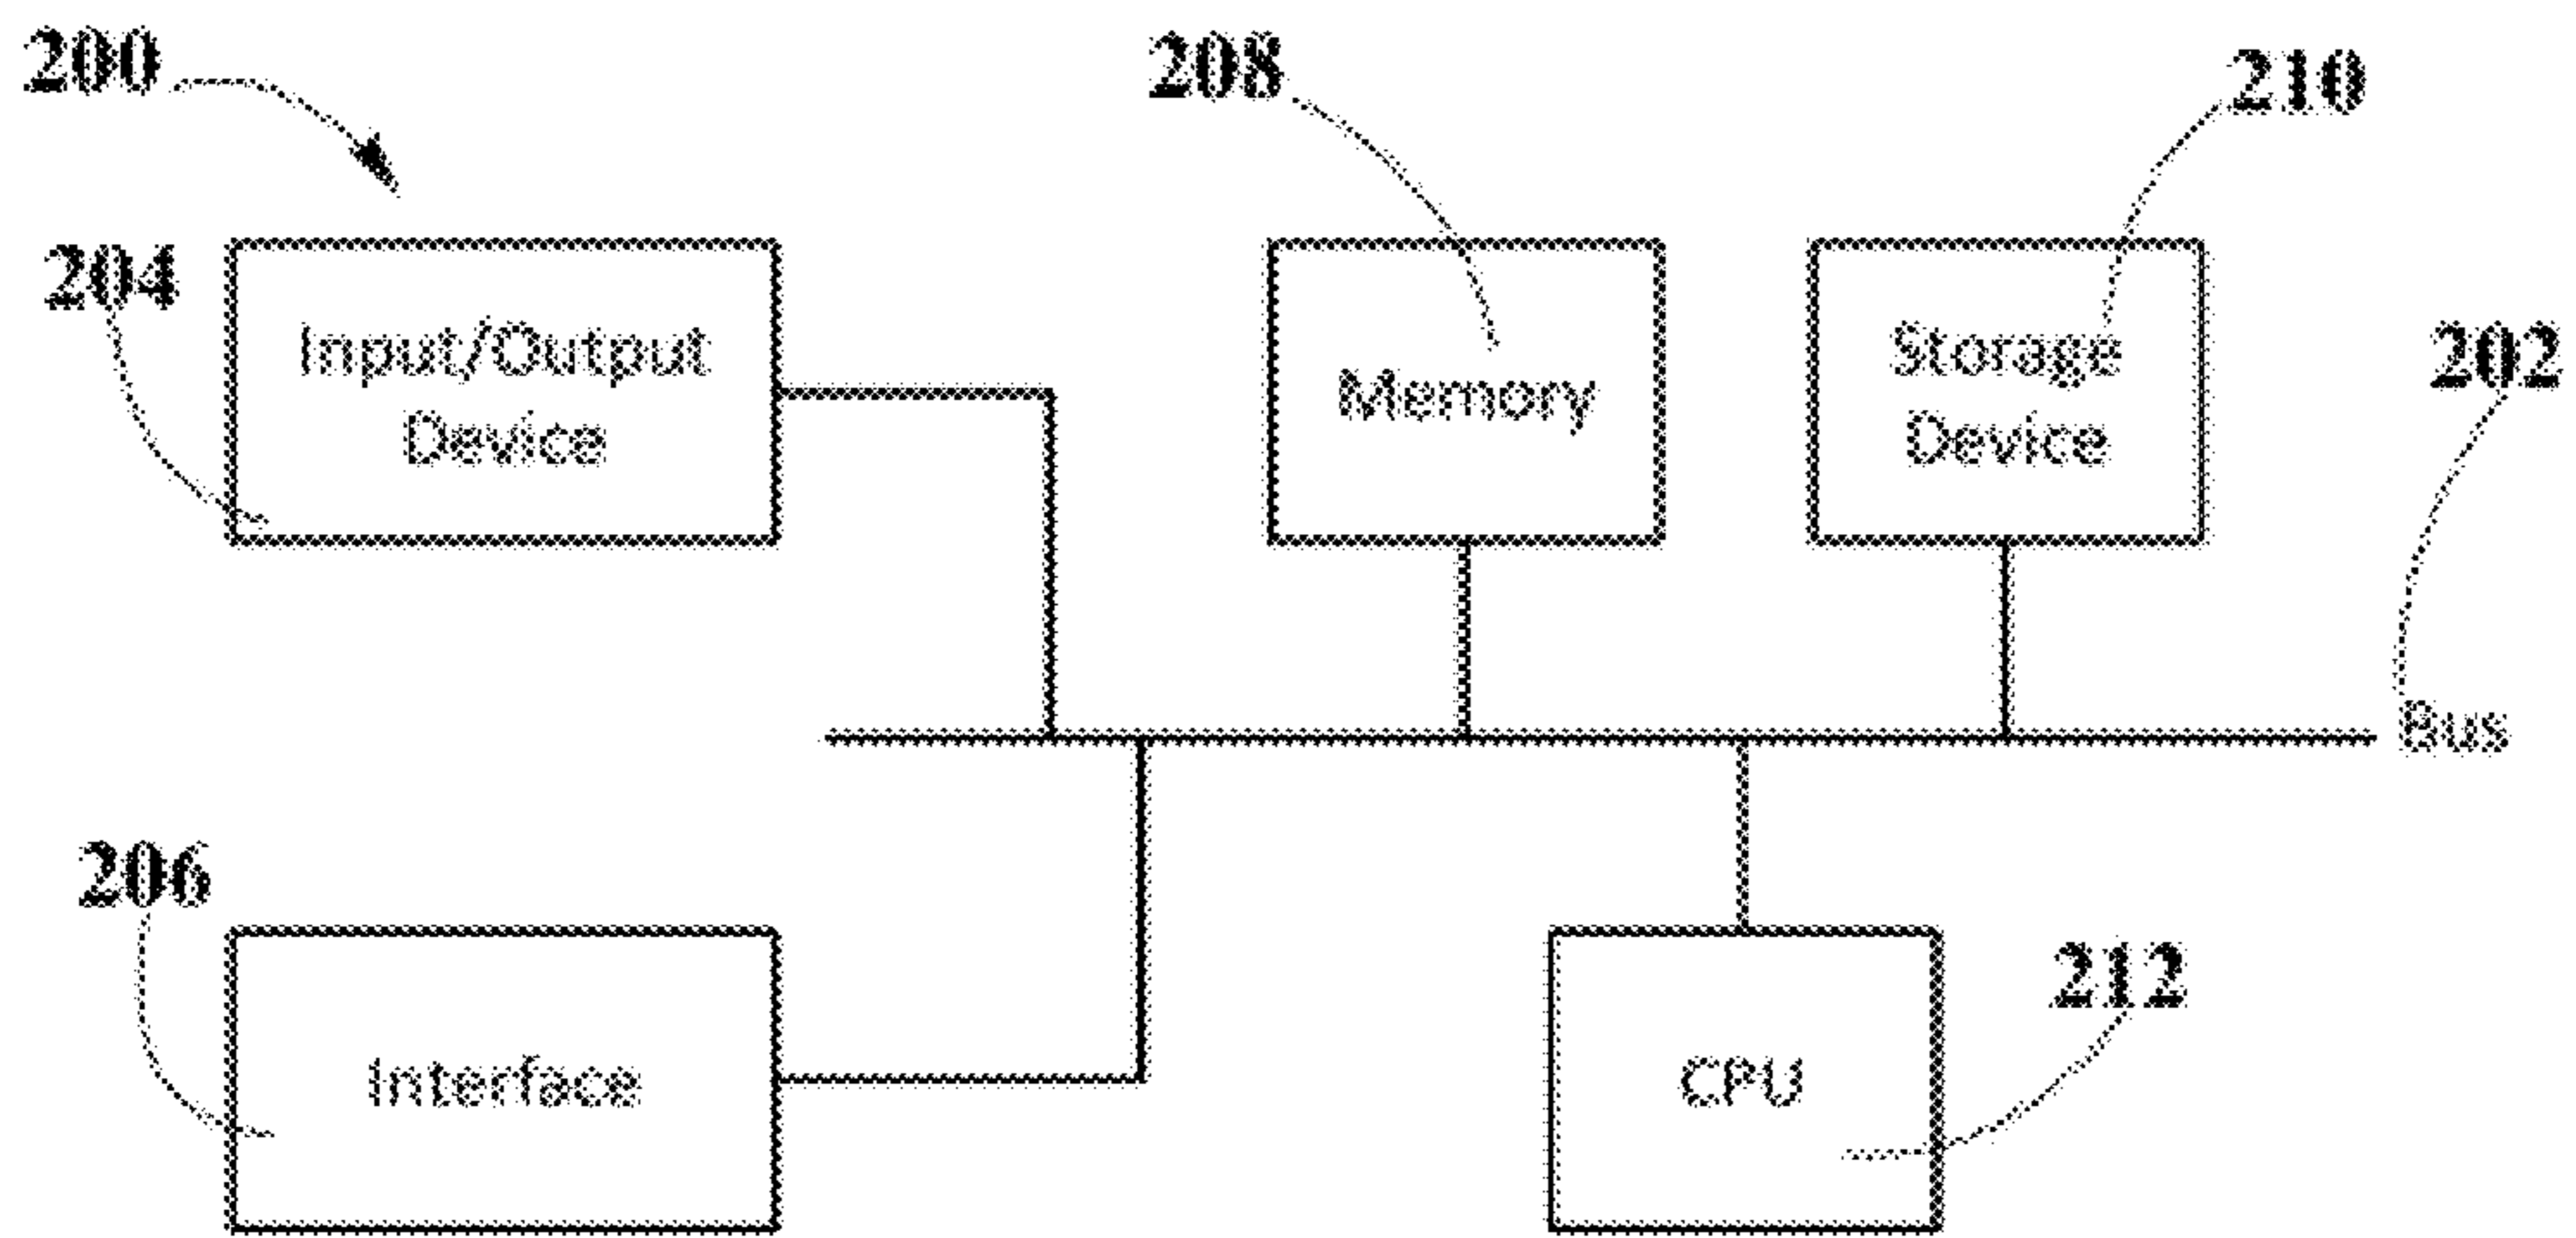 200
208
210
204
Input/Output
Device
Memory
Storage
Device
202
Bus
206
Interface
CPU
212